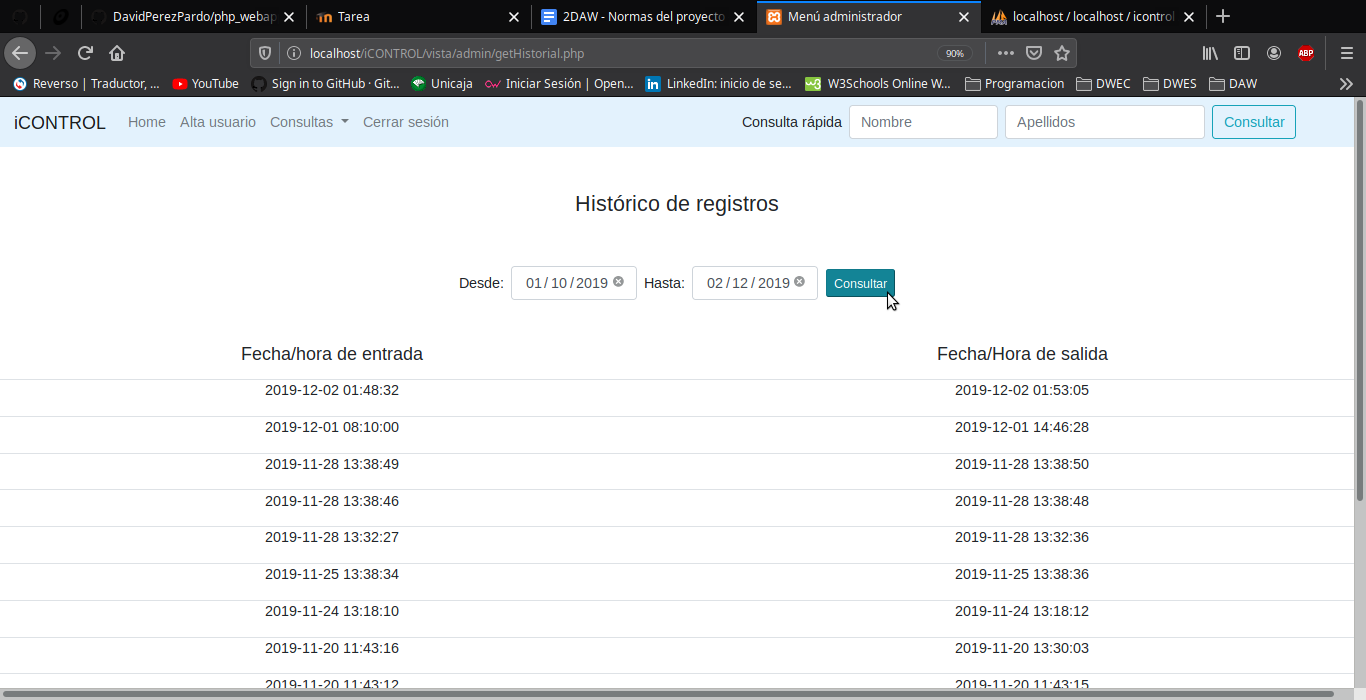 DavidPerezPardo/php_webap Tarea 2DAW - Normas del proyecto Menú administrador localhost / localhost / icontrol
localhost/iCONTROL/vista/admin/getHistorial.php 90% ABP
Reverso | Traductor, ... YouTube Sign in to GitHub · Git... Unicaja Iniciar Sesión | Open... LinkedIn: inicio de se... W3Schools Online W... Programacion DWEC DWES DAW
iCONTROL Home Alta usuario Consultas Cerrar sesión Consulta rápida Nombre Apellidos Consultar
Histórico de registros
Desde: 01/10/2019 Hasta: 02/12/2019 Consultar
Fecha/hora de entrada Fecha/Hora de salida
2019-12-02 01:48:32 2019-12-02 01:53:05
2019-12-01 08:10:00 2019-12-01 14:46:28
2019-11-28 13:38:49 2019-11-28 13:38:50
2019-11-28 13:38:46 2019-11-28 13:38:48
2019-11-28 13:32:27 2019-11-28 13:32:36
2019-11-25 13:38:34 2019-11-25 13:38:36
2019-11-24 13:18:10 2019-11-24 13:18:12
2019-11-20 11:43:16 2019-11-20 13:30:03
2019-11-20 11:43:12 2019-11-20 11:43:15